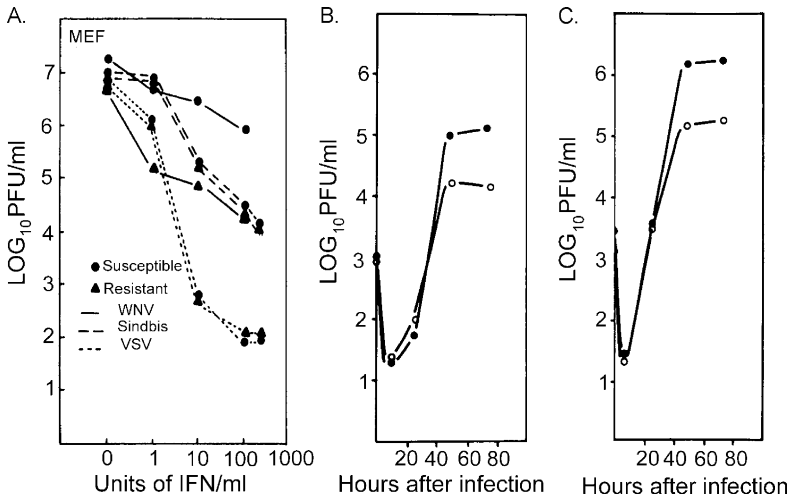 A.
MEF
LOG10PFU/ml
7
6
5
4
3
2
1
Susceptible
Resistant
WNV
Sindbis
VSV
0 1 10 100 1000
Units of IFN/ml
B.
LOG10PFU/ml
6
5
4
3
2
1
20 40 60 80
Hours after infection
C.
LOG10PFU/ml
6
5
4
3
2
1
20 40 60 80
Hours after infection